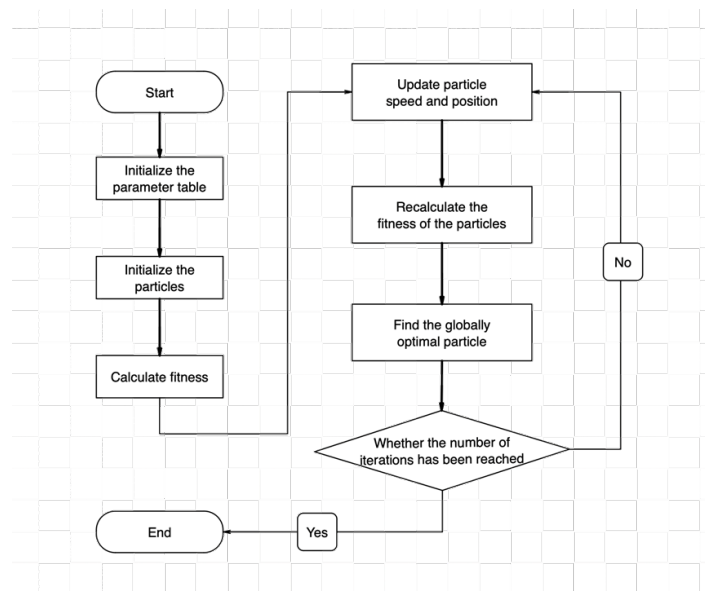 Start
Initialize the
parameter table
Initialize the
particles
Calculate fitness
Update particle
speed and position
Recalculate the
fitness of the particles
Find the globally
optimal particle
Whether the number of
iterations has been reached
No
Yes
End